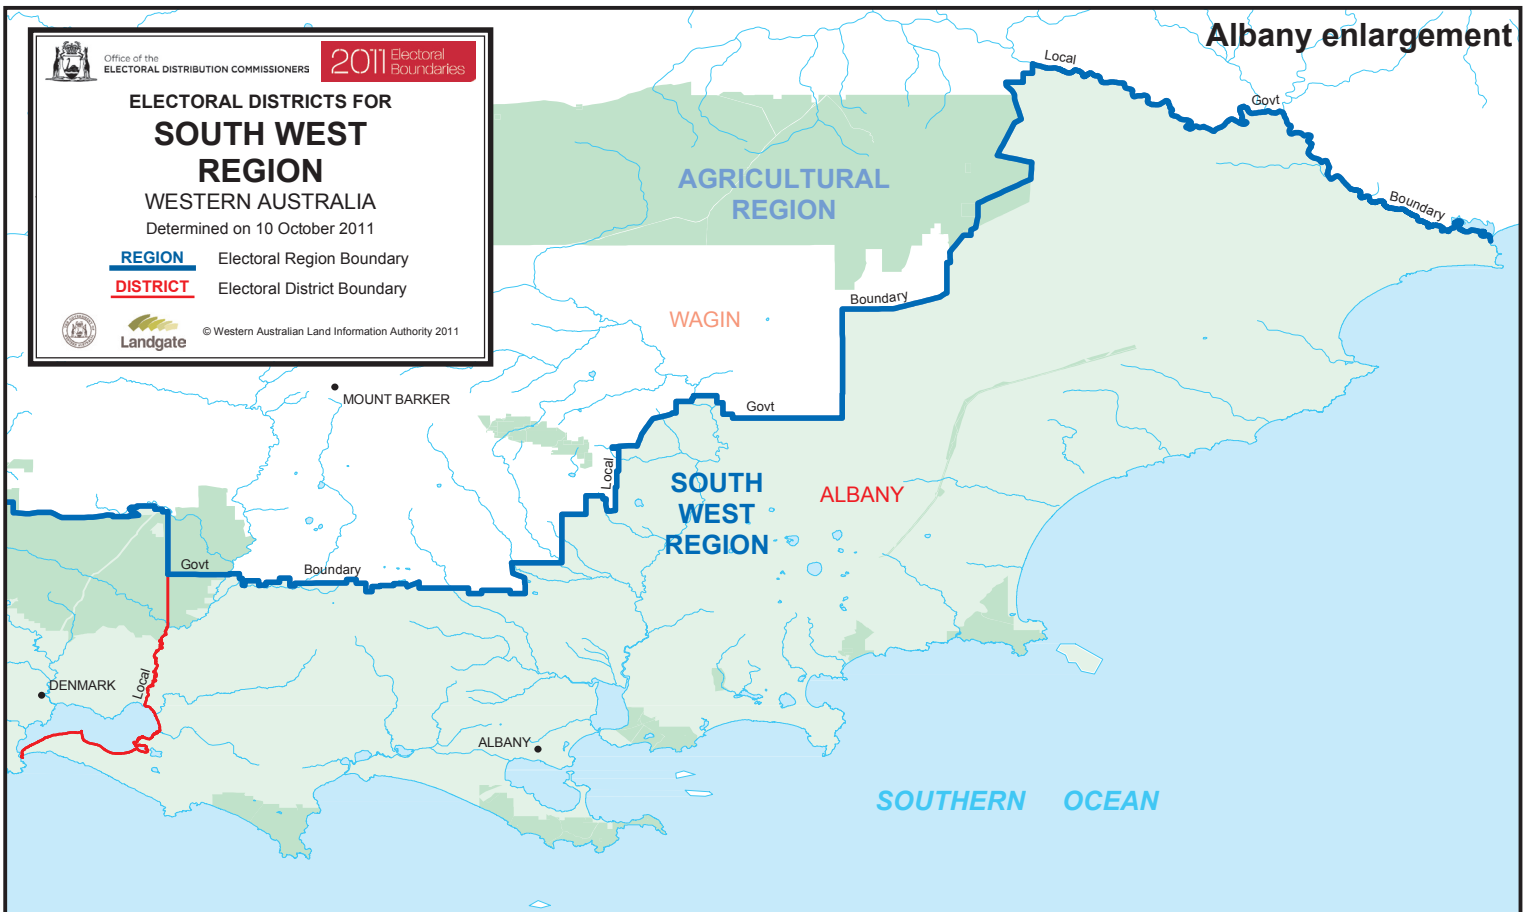 Albany enlargement
Office of the
ELECTORAL DISTRIBUTION COMMISSIONERS
2011 Electoral Boundaries
ELECTORAL DISTRICTS FOR
SOUTH WEST
REGION
WESTERN AUSTRALIA
Determined on 10 October 2011
REGION Electoral Region Boundary
DISTRICT Electoral District Boundary
Landgate
© Western Australian Land Information Authority 2011
Local
Govt
Boundary
AGRICULTURAL
REGION
Boundary
WAGIN
MOUNT BARKER
Govt
Local
SOUTH
WEST
REGION
ALBANY
Govt
Boundary
Local
DENMARK
ALBANY
SOUTHERN OCEAN